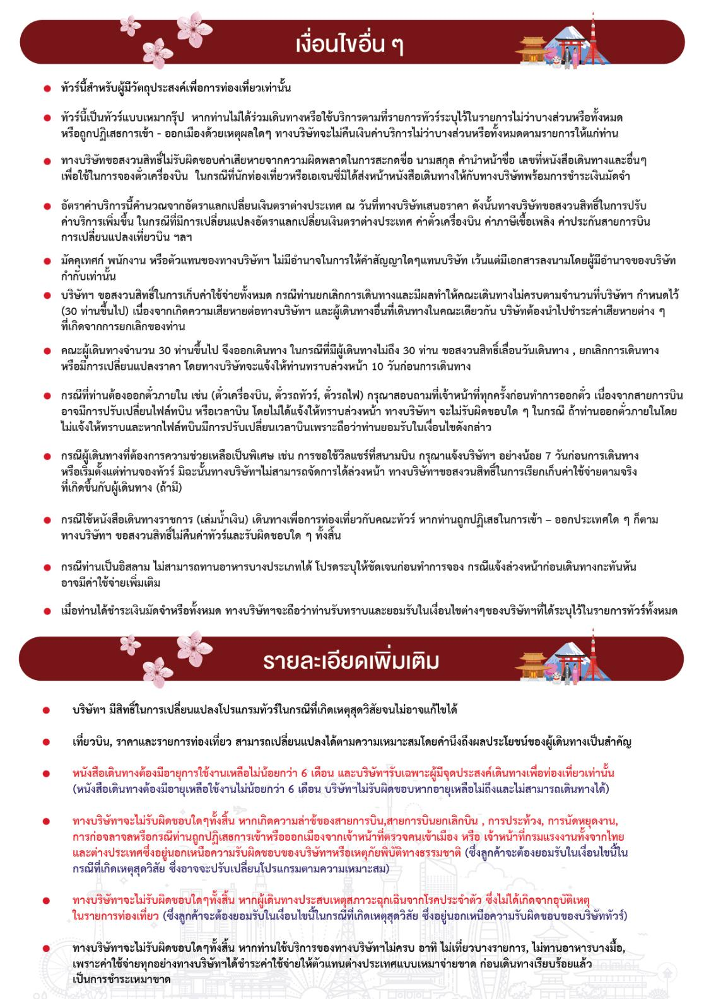 เงื่อนไขอื่น ๆ
ทัวร์นี้สำหรับผู้มีวัตถุประสงค์เพื่อการท่องเที่ยวเท่านั้น
ทัวร์นี้เป็นทัวร์แบบเหมากรุ๊ป หากท่านไม่ได้ร่วมเดินทางหรือใช้บริการตามที่รายการทัวร์ระบุไว้ในรายการไม่ว่าบางส่วนหรือทั้งหมด
หรือถูกปฏิเสธการเข้า - ออกเมืองด้วยเหตุผลใดๆ ทางบริษัทจะไม่คืนเงินค่าบริการไม่ว่าบางส่วนหรือทั้งหมดตามรายการให้แก่ท่าน
ทางบริษัทขอสงวนสิทธิ์ไม่รับผิดชอบค่าเสียหายจากความผิดพลาดในการสะกดชื่อ นามสกุล คำนำหน้าชื่อ เลขที่หนังสือเดินทางและอื่นๆ
เพื่อใช้ในการจองตั๋วเครื่องบิน ในกรณีที่นักท่องเที่ยวหรือเอเจนซี่มิได้ส่งหน้าหนังสือเดินทางให้กับทางบริษัทพร้อมการชำระเงินมัดจำ
อัตราค่าบริการนี้คำนวณจากอัตราแลกเปลี่ยนเงินตราต่างประเทศ ณ วันที่ทางบริษัทเสนอราคา ดังนั้นทางบริษัทขอสงวนสิทธิ์ในการปรับ
ค่าบริการเพิ่มขึ้น ในกรณีที่มีการเปลี่ยนแปลงอัตราแลกเปลี่ยนเงินตราต่างประเทศ ค่าตั๋วเครื่องบิน ค่าภาษีเชื้อเพลิง ค่าประกันสายการบิน
การเปลี่ยนแปลงเที่ยวบิน ฯลฯ
มัคคุเทศก์ พนักงาน หรือตัวแทนของทางบริษัทฯ ไม่มีอำนาจในการให้คำสัญญาใดๆแทนบริษัท เว้นแต่มีเอกสารลงนามโดยผู้มีอำนาจของบริษัท
กำกับเท่านั้น
บริษัทฯ ขอสงวนสิทธิ์ในการเก็บค่าใช้จ่ายทั้งหมด กรณีท่านยกเลิกการเดินทางและมีผลทำให้คณะเดินทางไม่ครบตามจำนวนที่บริษัทฯ กำหนดไว้
(30 ท่านขึ้นไป) เนื่องจากเกิดความเสียหายต่อทางบริษัทฯ และผู้เดินทางอื่นที่เดินทางในคณะเดียวกัน บริษัทต้องนำไปชำระค่าเสียหายต่าง ๆ
ที่เกิดจากการยกเลิกของท่าน
คณะผู้เดินทางจำนวน 30 ท่านขึ้นไป จึงออกเดินทาง ในกรณีที่มีผู้เดินทางไม่ถึง 30 ท่าน ขอสงวนสิทธิ์เลื่อนวันเดินทาง , ยกเลิกการเดินทาง
หรือมีการเปลี่ยนแปลงราคา โดยทางบริษัทจะแจ้งให้ท่านทราบล่วงหน้า 10 วันก่อนการเดินทาง
กรณีที่ท่านต้องออกตั๋วภายใน เช่น (ตั๋วเครื่องบิน, ตั๋วรถทัวร์, ตั๋วรถไฟ) กรุณาสอบถามที่เจ้าหน้าที่ทุกครั้งก่อนทำการออกตั๋ว เนื่องจากสายการบิน
อาจมีการปรับเปลี่ยนไฟล์ทบิน หรือเวลาบิน โดยไม่ได้แจ้งให้ทราบล่วงหน้า ทางบริษัทฯ จะไม่รับผิดชอบใด ๆ ในกรณี ถ้าท่านออกตั๋วภายในโดย
ไม่แจ้งให้ทราบและหากไฟล์ทบินมีการปรับเปลี่ยนเวลาบินเพราะถือว่าท่านยอมรับในเงื่อนไขดังกล่าว
กรณีผู้เดินทางที่ต้องการความช่วยเหลือเป็นพิเศษ เช่น การขอใช้วีลแชร์ที่สนามบิน กรุณาแจ้งบริษัทฯ อย่างน้อย 7 วันก่อนการเดินทาง
หรือเริ่มตั้งแต่ท่านจองทัวร์ มิฉะนั้นทางบริษัทฯไม่สามารถจัดการได้ล่วงหน้า ทางบริษัทฯขอสงวนสิทธิ์ในการเรียกเก็บค่าใช้จ่ายตามจริง
ที่เกิดขึ้นกับผู้เดินทาง (ถ้ามี)
กรณีใช้หนังสือเดินทางราชการ (เล่มน้ำเงิน) เดินทางเพื่อการท่องเที่ยวกับคณะทัวร์ หากท่านถูกปฏิเสธในการเข้า – ออกประเทศใด ๆ ก็ตาม
ทางบริษัทฯ ขอสงวนสิทธิ์ไม่คืนค่าทัวร์และรับผิดชอบใด ๆ ทั้งสิ้น
กรณีท่านเป็นอิสลาม ไม่สามารถทานอาหารบางประเภทได้ โปรดระบุให้ชัดเจนก่อนทำการจอง กรณีแจ้งล่วงหน้าก่อนเดินทางกะทันหัน
อาจมีค่าใช้จ่ายเพิ่มเติม
เมื่อท่านได้ชำระเงินมัดจำหรือทั้งหมด ทางบริษัทฯจะถือว่าท่านรับทราบและยอมรับในเงื่อนไขต่างๆของบริษัทฯที่ได้ระบุไว้ในรายการทัวร์ทั้งหมด
รายละเอียดเพิ่มเติม
บริษัทฯ มีสิทธิ์ในการเปลี่ยนแปลงโปรแกรมทัวร์ในกรณีที่เกิดเหตุสุดวิสัยจนไม่อาจแก้ไขได้
เที่ยวบิน, ราคาและรายการท่องเที่ยว สามารถเปลี่ยนแปลงได้ตามความเหมาะสมโดยคำนึงถึงผลประโยชน์ของผู้เดินทางเป็นสำคัญ
หนังสือเดินทางต้องมีอายุการใช้งานเหลือไม่น้อยกว่า 6 เดือน และบริษัทฯรับเฉพาะผู้มีจุดประสงค์เดินทางเพื่อท่องเที่ยวเท่านั้น
(หนังสือเดินทางต้องมีอายุเหลือใช้งานไม่น้อยกว่า 6 เดือน บริษัทฯไม่รับผิดชอบหากอายุเหลือไม่ถึงและไม่สามารถเดินทางได้)
ทางบริษัทฯจะไม่รับผิดชอบใดๆทั้งสิ้น หากเกิดความล่าช้าของสายการบิน,สายการบินยกเลิกบิน , การประท้วง, การนัดหยุดงาน,
การก่อจลาจลหรือกรณีท่านถูกปฏิเสธการเข้าหรือออกเมืองจากเจ้าหน้าที่ตรวจคนเข้าเมือง หรือ เจ้าหน้าที่กรมแรงงานทั้งจากไทย
และต่างประเทศซึ่งอยู่นอกเหนือความรับผิดชอบของบริษัทฯหรือเหตุภัยพิบัติทางธรรมชาติ (ซึ่งลูกค้าจะต้องยอมรับในเงื่อนไขนี้ใน
กรณีที่เกิดเหตุสุดวิสัย ซึ่งอาจจะปรับเปลี่ยนโปรแกรมตามความเหมาะสม)
ทางบริษัทฯจะไม่รับผิดชอบใดๆทั้งสิ้น หากผู้เดินทางประสบเหตุสภาวะฉุกเฉินจากโรคประจำตัว ซึ่งไม่ได้เกิดจากอุบัติเหตุ
ในรายการท่องเที่ยว (ซึ่งลูกค้าจะต้องยอมรับในเงื่อนไขนี้ในกรณีที่เกิดเหตุสุดวิสัย ซึ่งอยู่นอกเหนือความรับผิดชอบของบริษัททัวร์)
ทางบริษัทฯจะไม่รับผิดชอบใดๆทั้งสิ้น หากท่านใช้บริการของทางบริษัทฯไม่ครบ อาทิ ไม่เที่ยวบางรายการ, ไม่ทานอาหารบางมื้อ,
เพราะค่าใช้จ่ายทุกอย่างทางบริษัทฯได้ชำระค่าใช้จ่ายให้ตัวแทนต่างประเทศแบบเหมาจ่ายขาด ก่อนเดินทางเรียบร้อยแล้ว
เป็นการชำระเหมาขาด